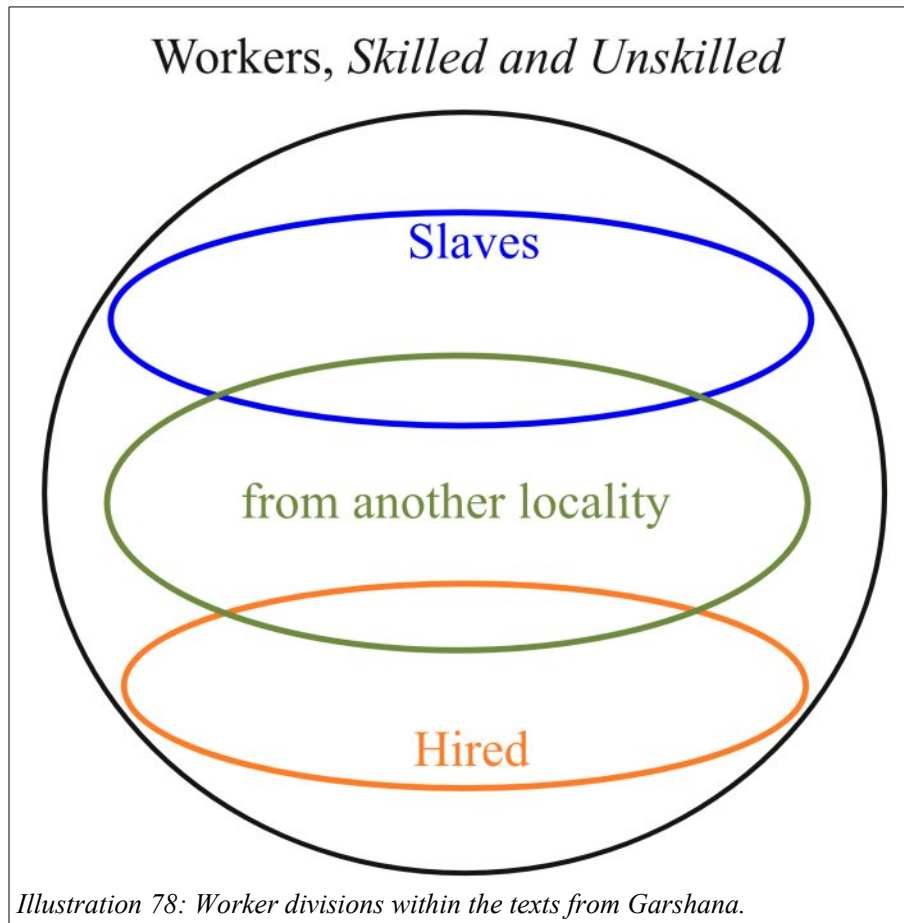 Workers, Skilled and Unskilled
Slaves
from another locality
Hired
Illustration 78: Worker divisions within the texts from Garshana.